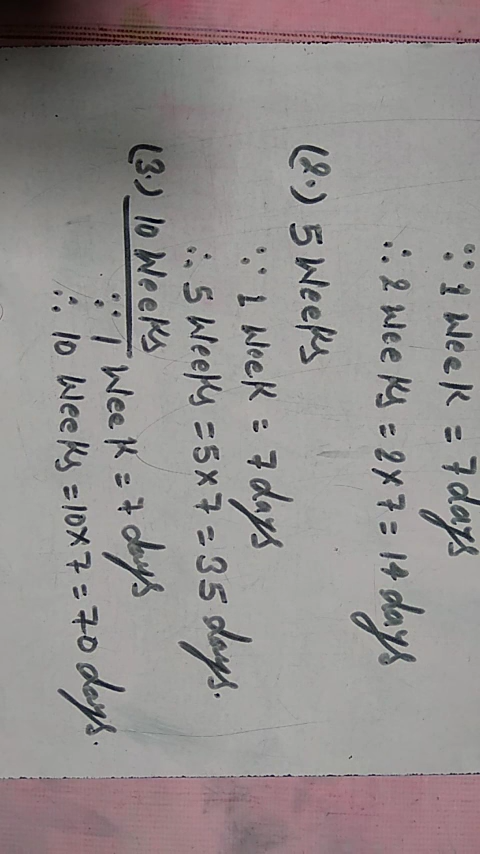 ∵ 1 Week = 7 days
∴ 2 Weeks = 2 x 7 = 14 days
(2.) 5 Weeks
∵ 1 Week = 7 days
∴ 5 Weeks = 5 x 7 = 35 days.
(3.) 10 Weeks
∵ 1 Week = 7 days
∴ 10 Weeks = 10 x 7 = 70 days.